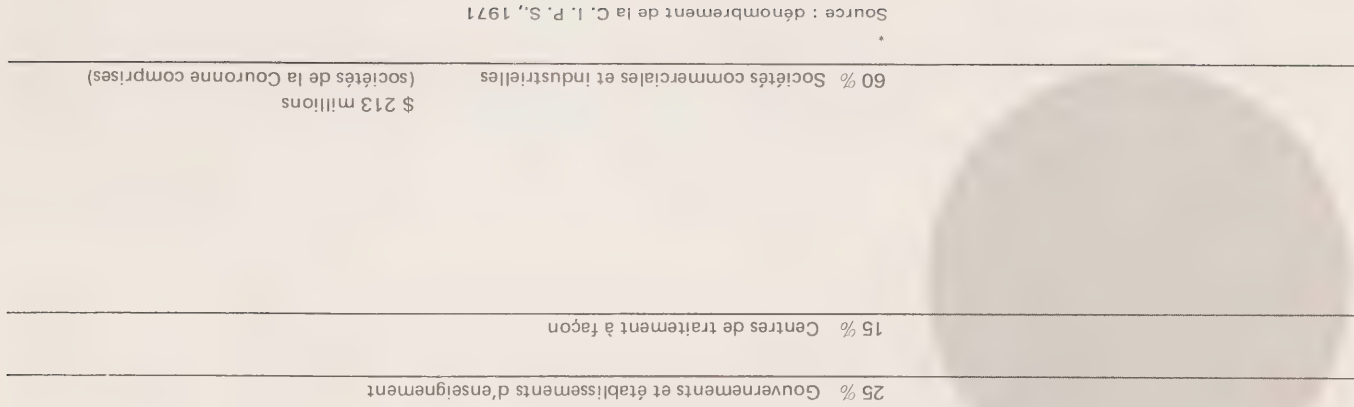 25 % Gouvernements et établissements d'enseignement
15 % Centres de traitement à façon
60 % Sociétés commerciales et industrielles
$ 213 millions
(sociétés de la Couronne comprises)
*
Source : dénombrement de la C. I. P. S., 1971